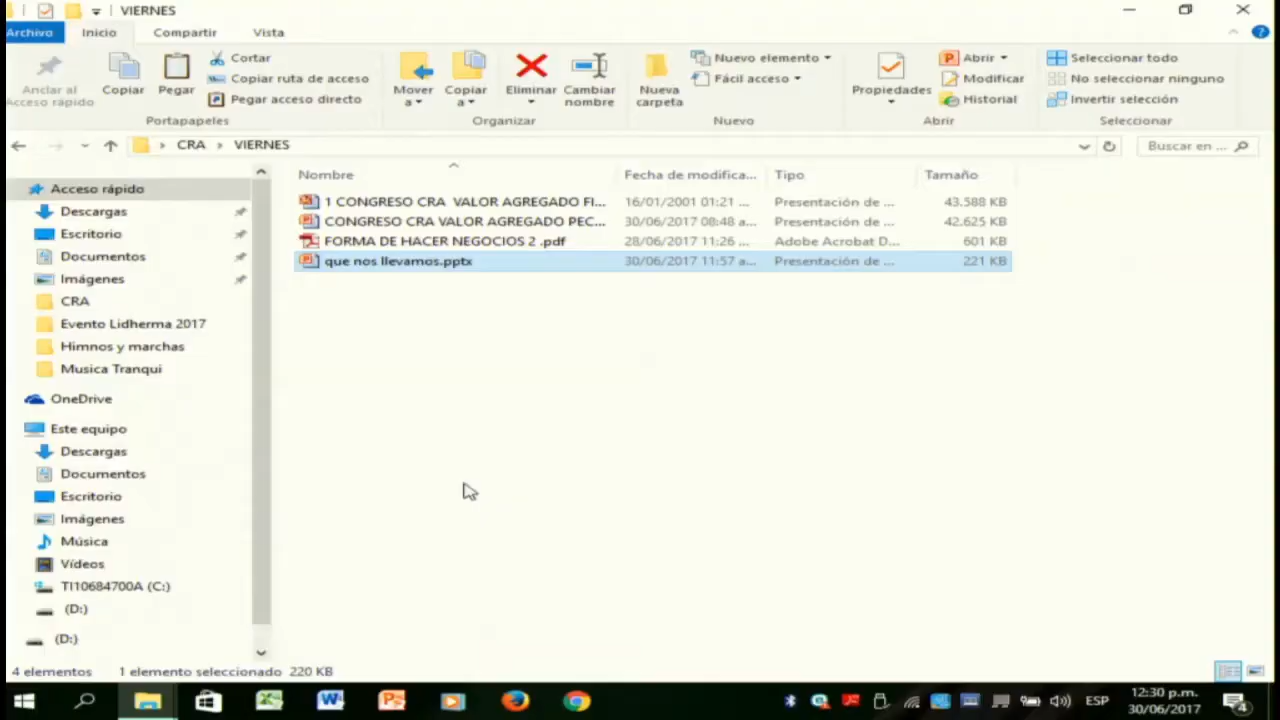 VIERNES
Archivo Inicio Compartir Vista
Anclar al Acceso rápido
Copiar
Pegar
Cortar
Copiar ruta de acceso
Pegar acceso directo
Portapapeles
Mover a
Copiar a
Eliminar
Cambiar nombre
Organizar
Nueva carpeta
Nuevo elemento
Fácil acceso
Nuevo
Propiedades
Abrir
Modificar
Historial
Abrir
Seleccionar todo
No seleccionar ninguno
Invertir selección
Seleccionar
CRA VIERNES
Buscar en ...
Acceso rápido
Descargas
Escritorio
Documentos
Imágenes
CRA
Evento Lidherma 2017
Himnos y marchas
Musica Tranqui
OneDrive
Este equipo
Descargas
Documentos
Escritorio
Imágenes
Música
Vídeos
TI10684700A (C:)
(D:)
(D:)
Nombre Fecha de modifica... Tipo Tamaño
1 CONGRESO CRA VALOR AGREGADO FI... 16/01/2001 01:21 ... Presentación de ... 43.588 KB
CONGRESO CRA VALOR AGREGADO PEC... 30/06/2017 08:48 a... Presentación de ... 42.625 KB
FORMA DE HACER NEGOCIOS 2 .pdf 28/06/2017 11:26 ... Adobe Acrobat D... 601 KB
que nos llevamos.pptx 30/06/2017 11:57 a... Presentación de ... 221 KB
4 elementos 1 elemento seleccionado 220 KB
ESP
12:30 p.m.
30/06/2017
4